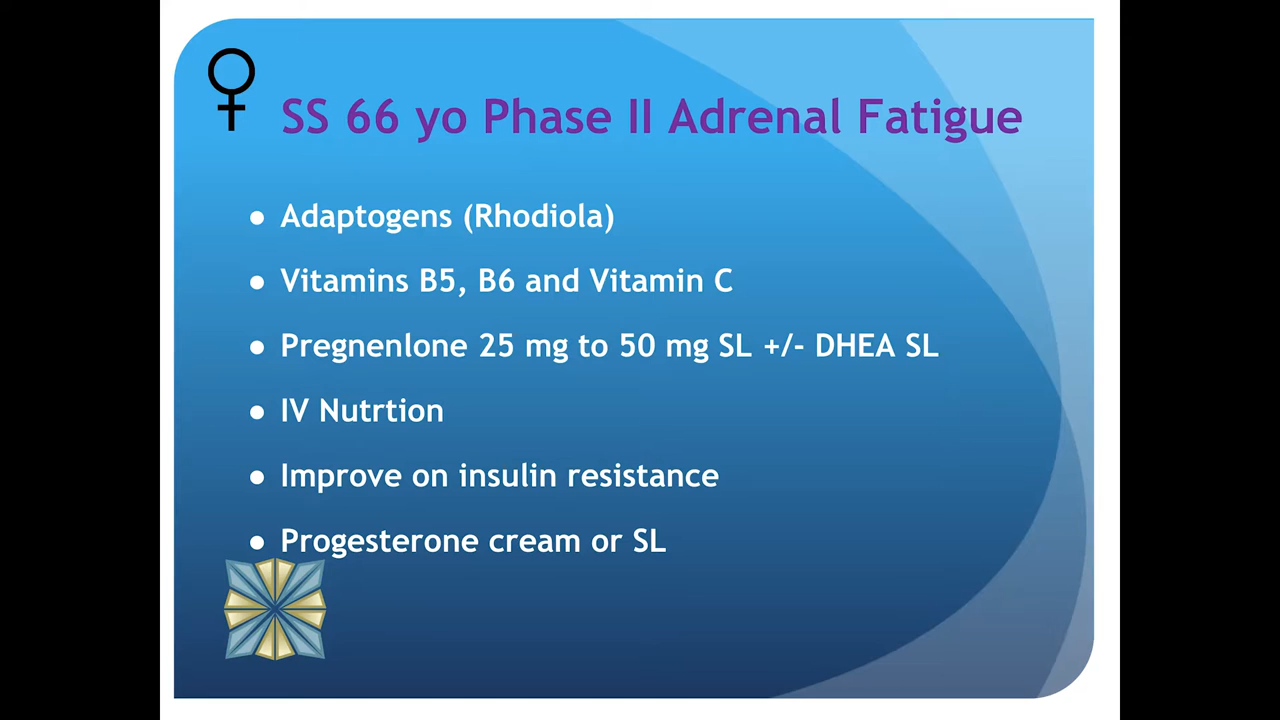 SS 66 yo Phase II Adrenal Fatigue
● Adaptogens (Rhodiola)
● Vitamins B5, B6 and Vitamin C
● Pregnenlone 25 mg to 50 mg SL +/- DHEA SL
● IV Nutrtion
● Improve on insulin resistance
● Progesterone cream or SL